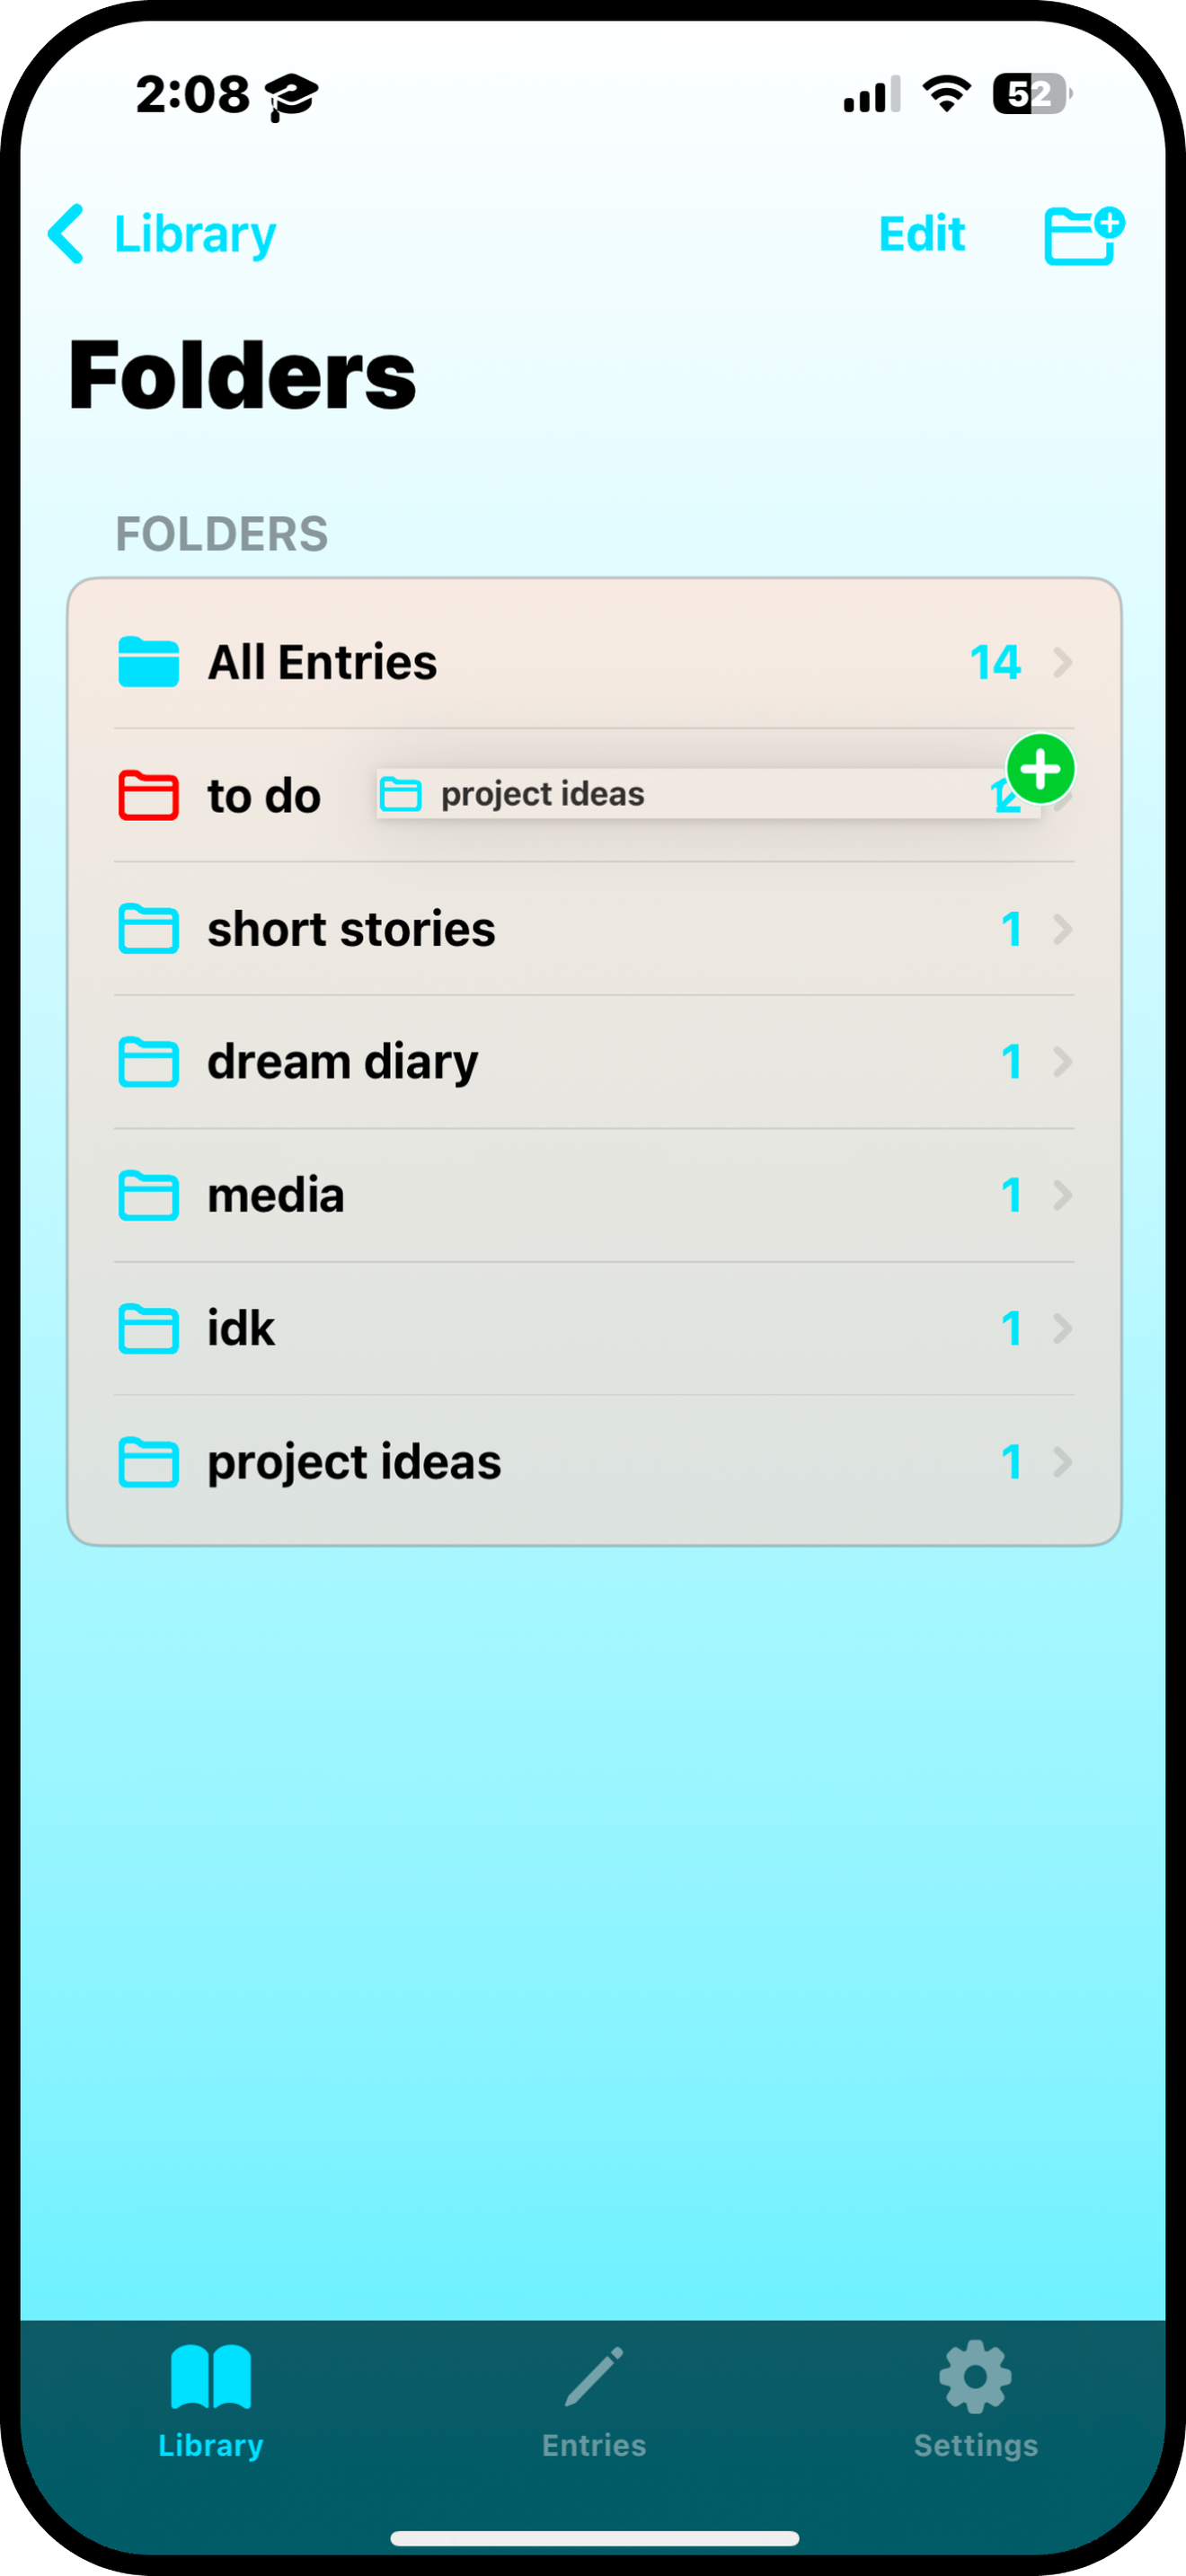 2:08 52
Library Edit
Folders
FOLDERS
All Entries 14
to do project ideas
short stories 1
dream diary 1
media 1
idk 1
project ideas 1
Library Entries Settings